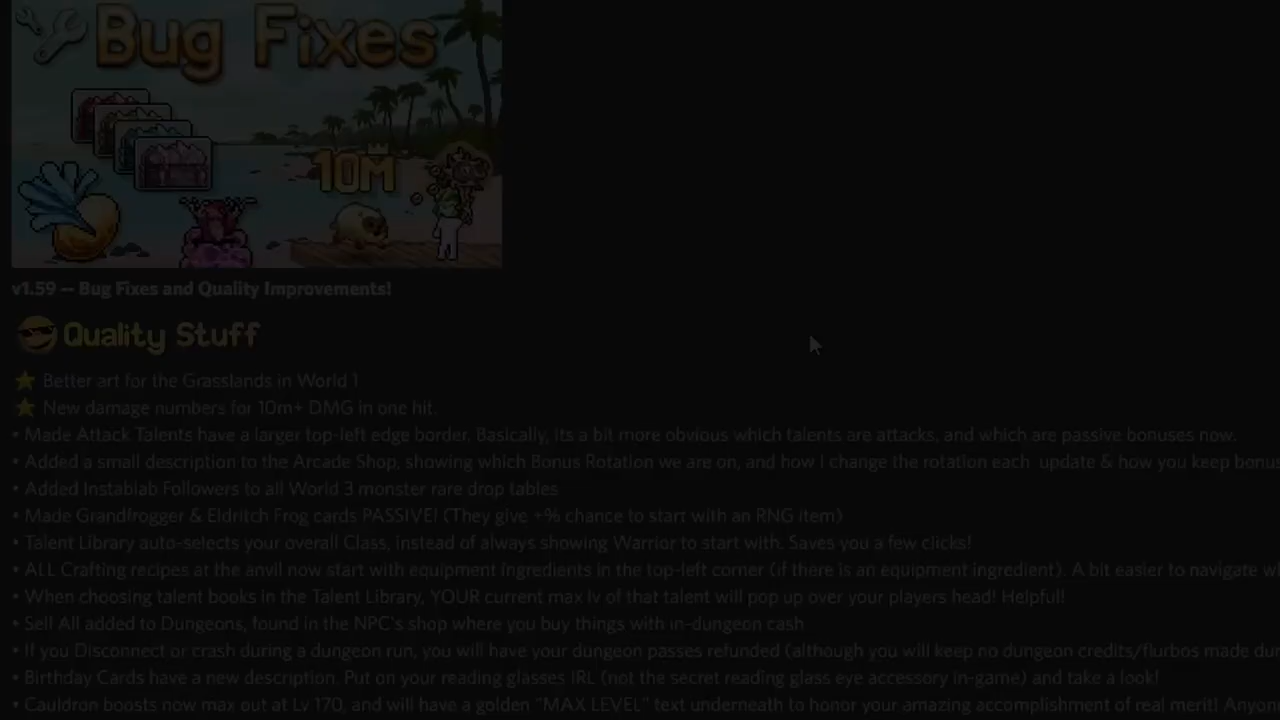 Bug Fixes
10M
v1.59 -- Bug Fixes and Quality Improvements!
Quality Stuff
Better art for the Grasslands in World 1
New damage numbers for 10m+ DMG in one hit.
• Made Attack Talents have a larger top-left edge border. Basically, its a bit more obvious which talents are attacks, and which are passive bonuses now.
• Added a small description to the Arcade Shop, showing which Bonus Rotation we are on, and how I change the rotation each update & how you keep bonus
• Added Instablab Followers to all World 3 monster rare drop tables
• Made Grandfrogger & Eldritch Frog cards PASSIVE! (They give +% chance to start with an RNG item)
• Talent Library auto-selects your overall Class, instead of always showing Warrior to start with. Saves you a few clicks!
• ALL Crafting recipes at the anvil now start with equipment ingredients in the top-left corner (if there is an equipment ingredient). A bit easier to navigate
• When choosing talent books in the Talent Library, YOUR current max lv of that talent will pop up over your players head! Helpful!
• Sell All added to Dungeons, found in the NPC's shop where you buy things with in-dungeon cash
• If you Disconnect or crash during a dungeon run, you will have your dungeon passes refunded (although you will keep no dungeon credits/flurbos made
• Birthday Cards have a new description. Put on your reading glasses IRL (not the secret reading glass eye accessory in-game) and take a look!
• Cauldron boosts now max out at Lv 170, and will have a golden "MAX LEVEL" text underneath to honor your amazing accomplishment of real merit! Anyon